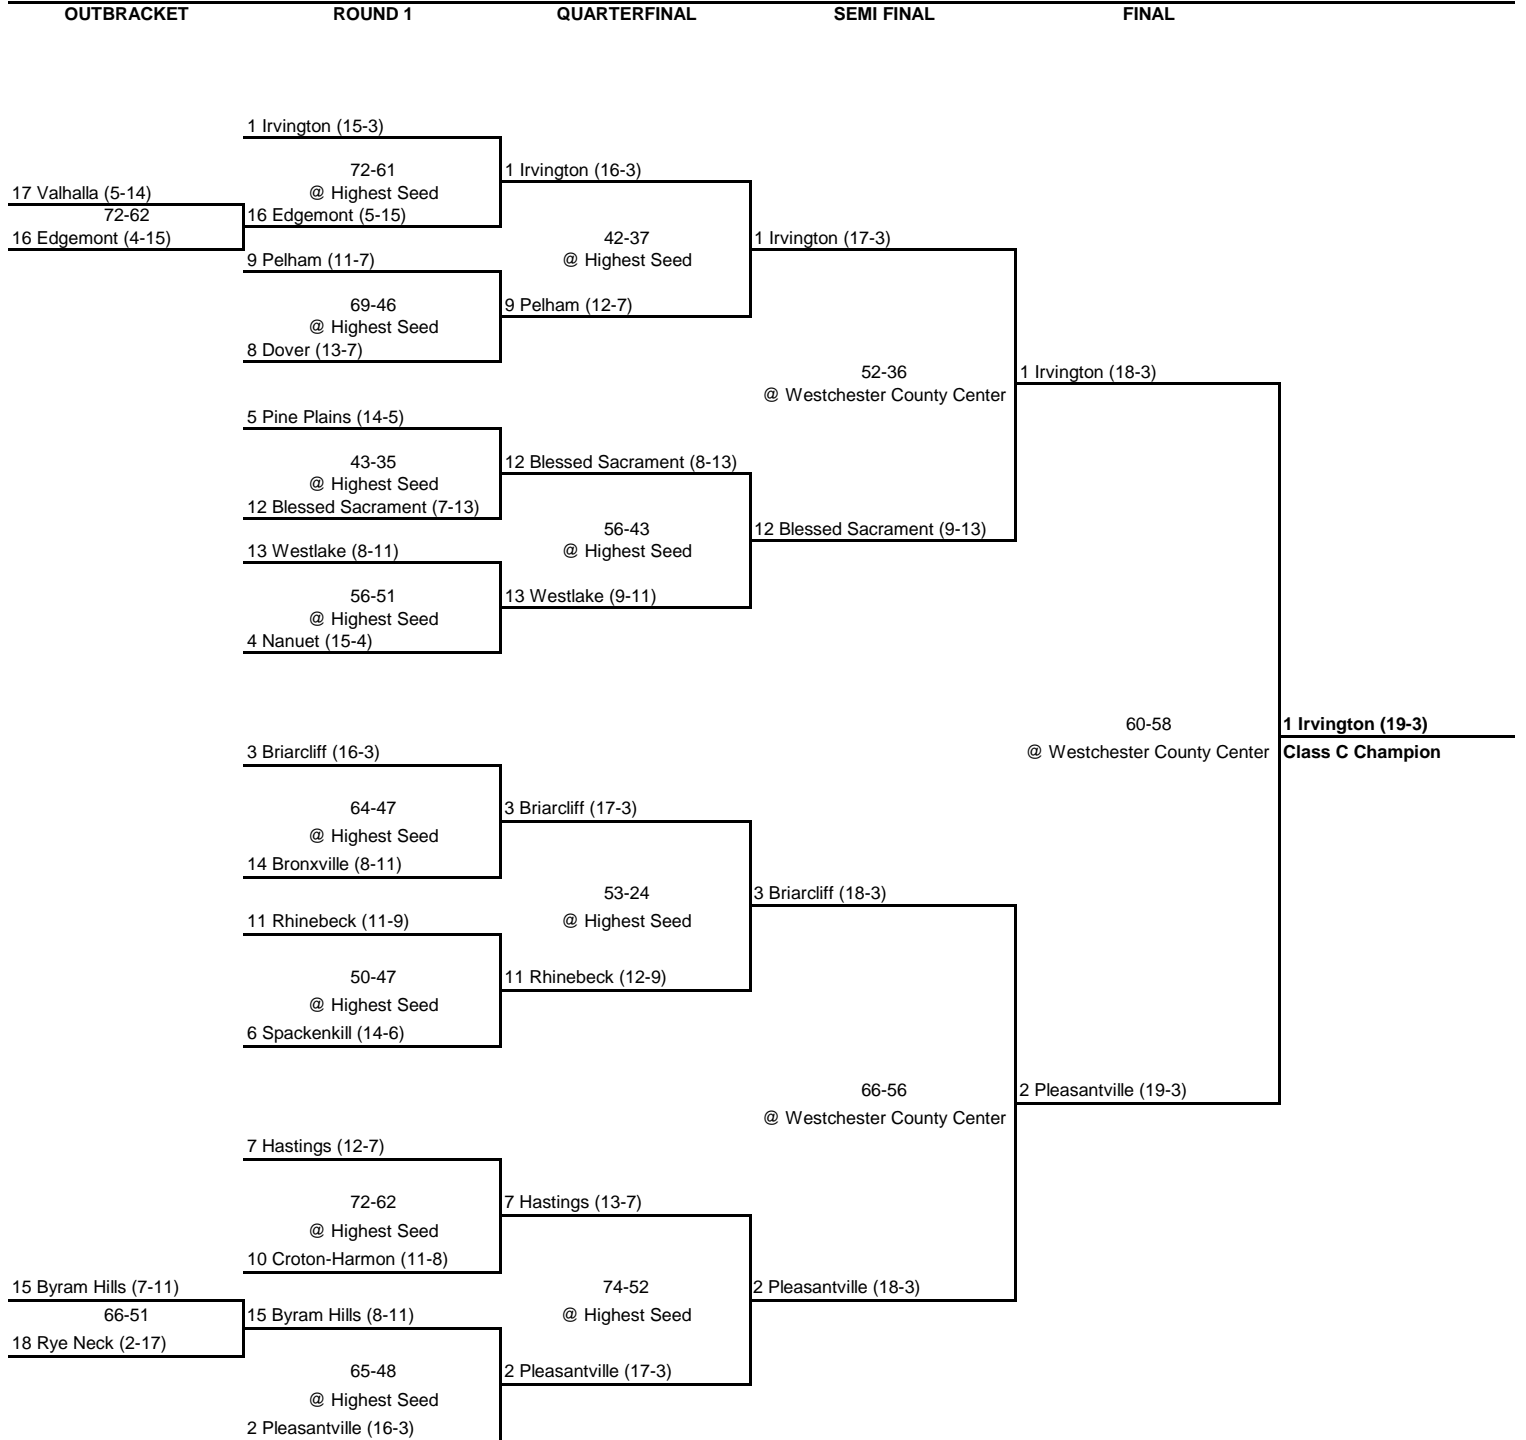 OUTBRACKET ROUND 1 QUARTERFINAL SEMI FINAL FINAL
1 Irvington (15-3)
72-61 1 Irvington (16-3)
17 Valhalla (5-14) @ Highest Seed
72-62 16 Edgemont (5-15)
16 Edgemont (4-15) 42-37 1 Irvington (17-3)
9 Pelham (11-7) @ Highest Seed
69-46 9 Pelham (12-7)
@ Highest Seed
8 Dover (13-7)
52-36 1 Irvington (18-3)
@ Westchester County Center
5 Pine Plains (14-5)
43-35 12 Blessed Sacrament (8-13)
@ Highest Seed
12 Blessed Sacrament (7-13)
56-43 12 Blessed Sacrament (9-13)
13 Westlake (8-11) @ Highest Seed
56-51 13 Westlake (9-11)
@ Highest Seed
4 Nanuet (15-4)
60-58 1 Irvington (19-3)
3 Briarcliff (16-3) @ Westchester County Center Class C Champion
64-47 3 Briarcliff (17-3)
@ Highest Seed
14 Bronxville (8-11)
53-24 3 Briarcliff (18-3)
11 Rhinebeck (11-9) @ Highest Seed
50-47 11 Rhinebeck (12-9)
@ Highest Seed
6 Spackenkill (14-6)
66-56 2 Pleasantville (19-3)
@ Westchester County Center
7 Hastings (12-7)
72-62 7 Hastings (13-7)
@ Highest Seed
10 Croton-Harmon (11-8)
15 Byram Hills (7-11) 74-52 2 Pleasantville (18-3)
66-51 15 Byram Hills (8-11) @ Highest Seed
18 Rye Neck (2-17)
65-48 2 Pleasantville (17-3)
@ Highest Seed
2 Pleasantville (16-3)